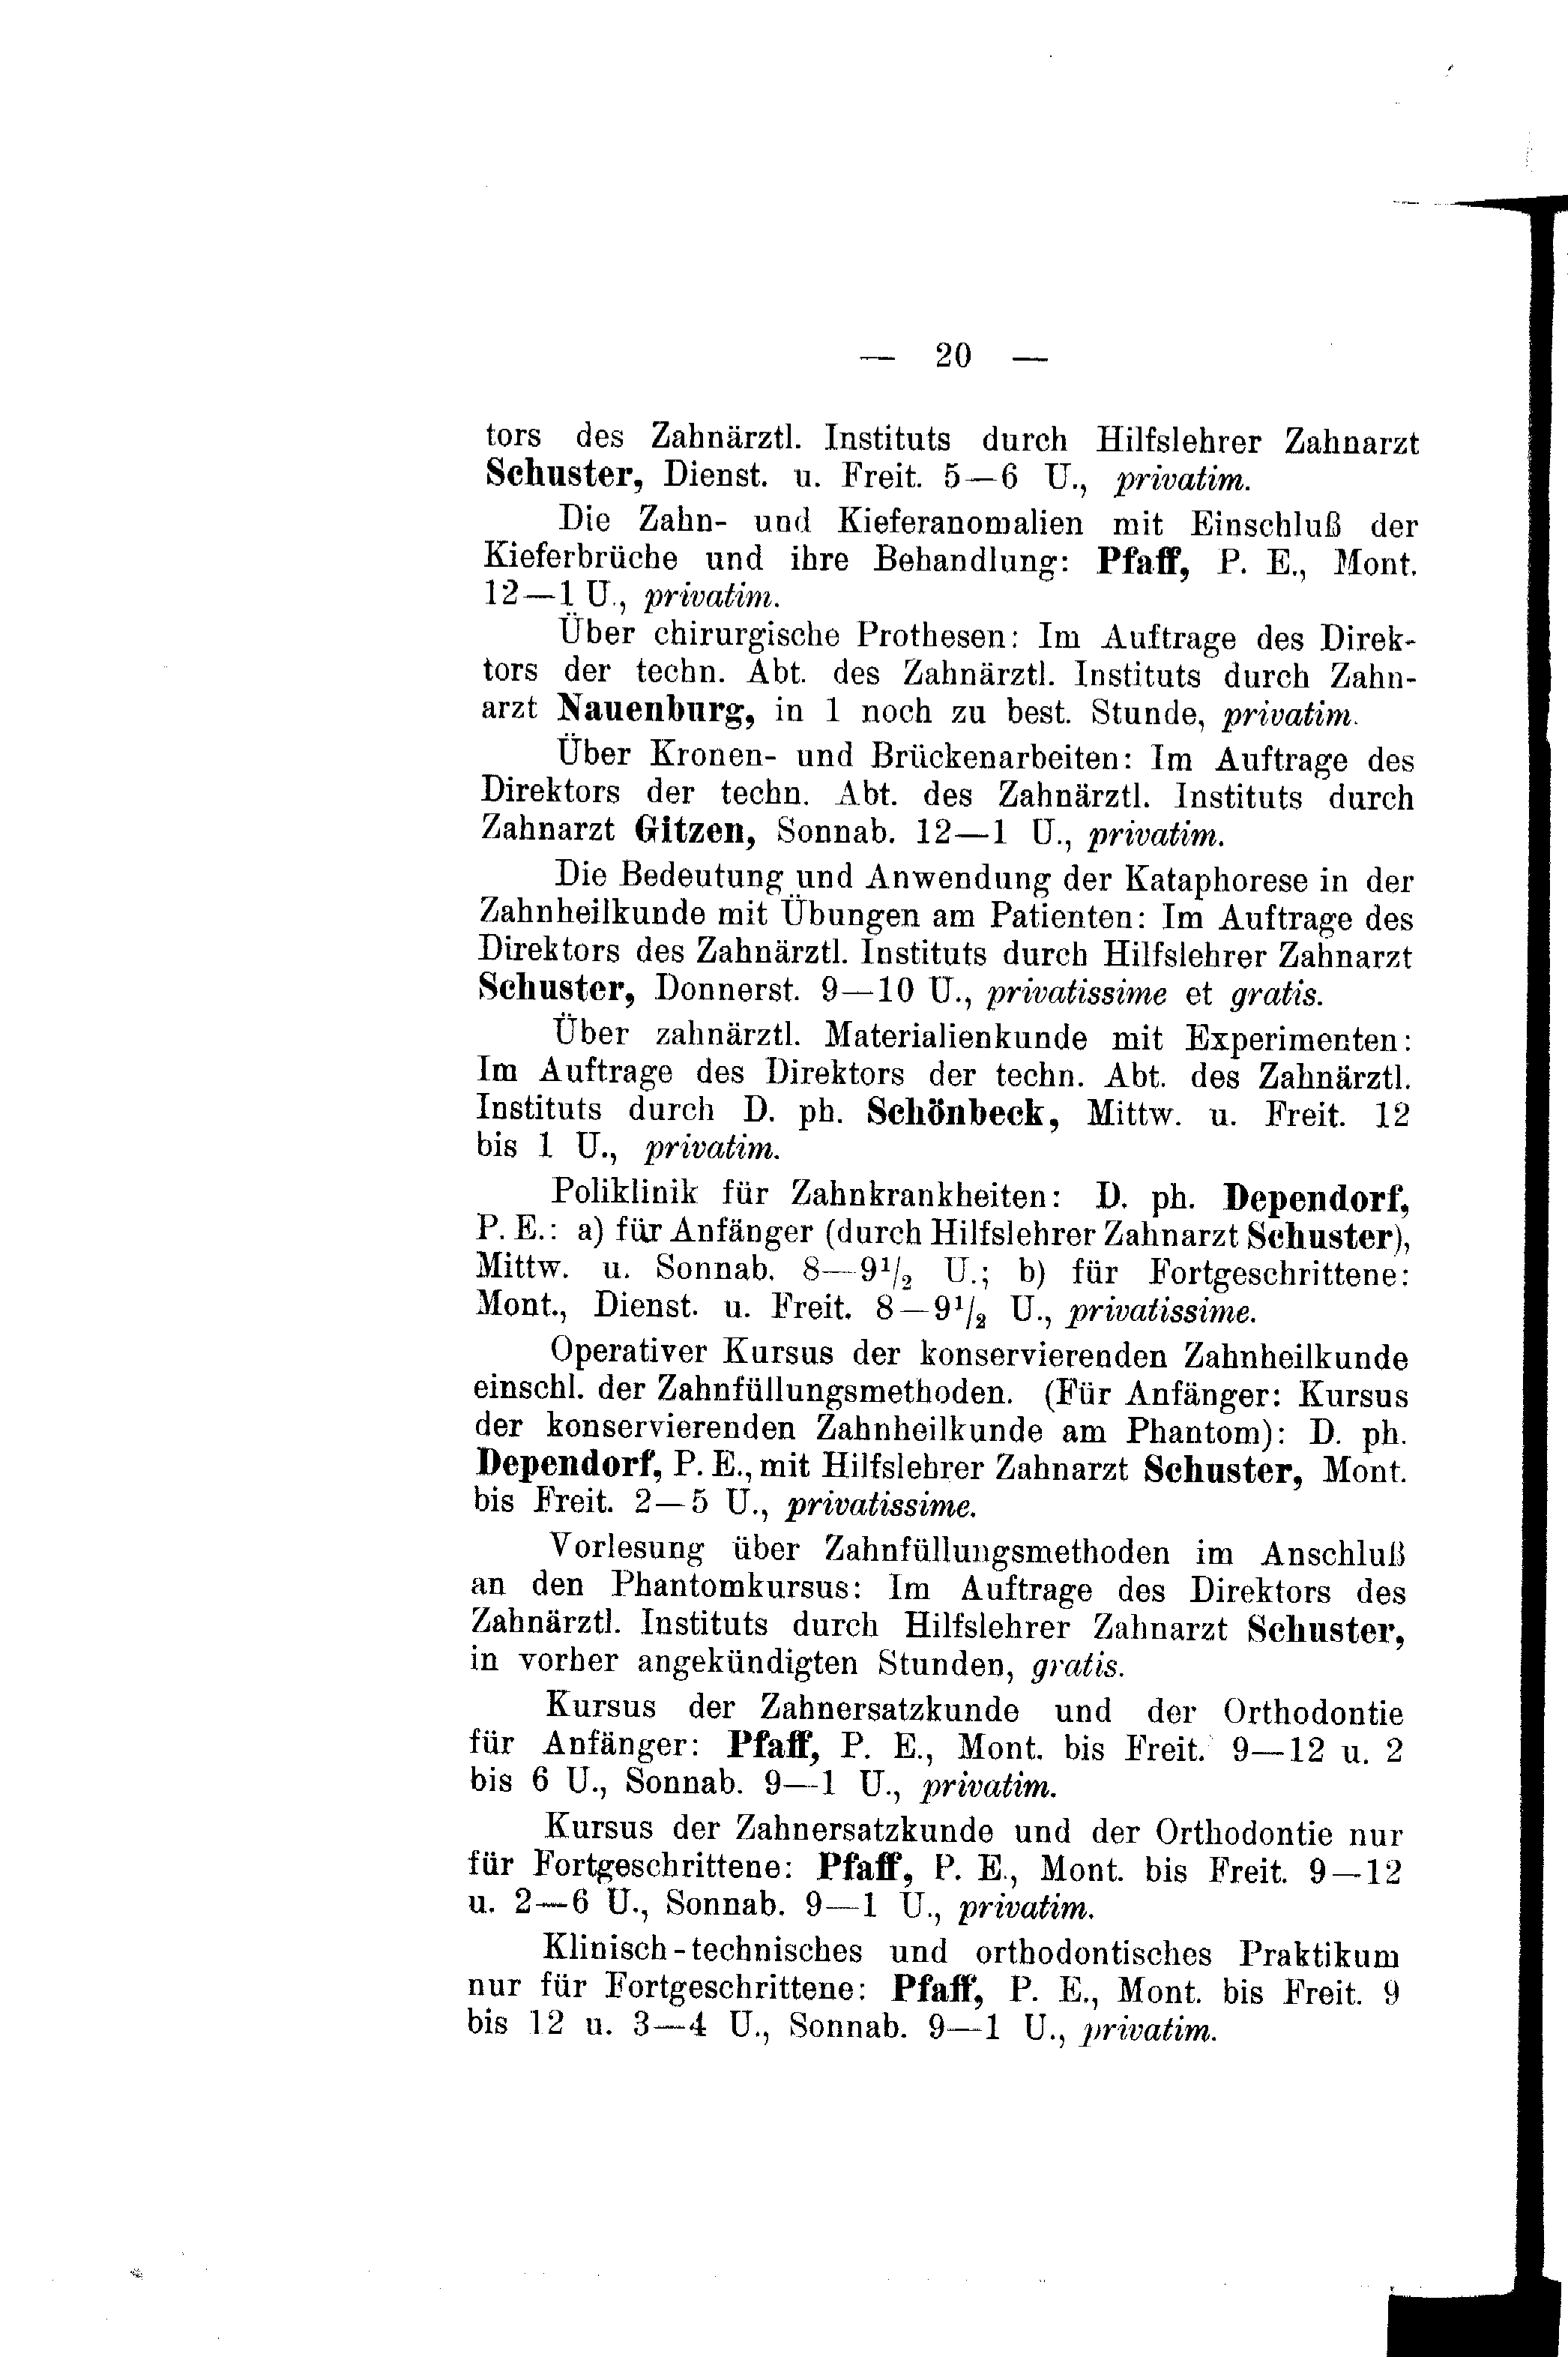 — 20 —
tors des Zahnärztl. Instituts durch Hilfslehrer Zahnarzt
Schuster, Dienst. u. Freit. 5—6 U., privatim.
Die Zahn- und Kieferanomalien mit Einschluß der
Kieferbrüche und ihre Behandlung: Pfaff, P. E., Mont.
12—1 U., privatim.
Über chirurgische Prothesen: Im Auftrage des Direk-
tors der techn. Abt. des Zahnärztl. Instituts durch Zahn-
arzt Nauenburg, in 1 noch zu best. Stunde, privatim.
Über Kronen- und Brückenarbeiten: Im Auftrage des
Direktors der techn. Abt. des Zahnärztl. Instituts durch
Zahnarzt Gitzen, Sonnab. 12—1 U., privatim.
Die Bedeutung und Anwendung der Kataphorese in der
Zahnheilkunde mit Übungen am Patienten: Im Auftrage des
Direktors des Zahnärztl. Instituts durch Hilfslehrer Zahnarzt
Schuster, Donnerst. 9—10 U., privatissime et gratis.
Über zahnärztl. Materialienkunde mit Experimenten:
Im Auftrage des Direktors der techn. Abt. des Zahnärztl.
Instituts durch D. ph. Schönbeck, Mittw. u. Freit. 12
bis 1 U., privatim.
Poliklinik für Zahnkrankheiten: D. ph. Dependorf,
P. E.: a) für Anfänger (durch Hilfslehrer Zahnarzt Schuster),
Mittw. u. Sonnab. 8—9½ U.; b) für Fortgeschrittene:
Mont., Dienst. u. Freit. 8—9½ U., privatissime.
Operativer Kursus der konservierenden Zahnheilkunde
einschl. der Zahnfüllungsmethoden. (Für Anfänger: Kursus
der konservierenden Zahnheilkunde am Phantom): D. ph.
Dependorf, P. E., mit Hilfslehrer Zahnarzt Schuster, Mont.
bis Freit. 2—5 U., privatissime.
Vorlesung über Zahnfüllungsmethoden im Anschluß
an den Phantomkursus: Im Auftrage des Direktors des
Zahnärztl. Instituts durch Hilfslehrer Zahnarzt Schuster,
in vorher angekündigten Stunden, gratis.
Kursus der Zahnersatzkunde und der Orthodontie
für Anfänger: Pfaff, P. E., Mont. bis Freit. 9—12 u. 2
bis 6 U., Sonnab. 9—1 U., privatim.
Kursus der Zahnersatzkunde und der Orthodontie nur
für Fortgeschrittene: Pfaff, P. E., Mont. bis Freit. 9—12
u. 2—6 U., Sonnab. 9—1 U., privatim.
Klinisch-technisches und orthodontisches Praktikum
nur für Fortgeschrittene: Pfaff, P. E., Mont. bis Freit. 9
bis 12 u. 3—4 U., Sonnab. 9—1 U., privatim.